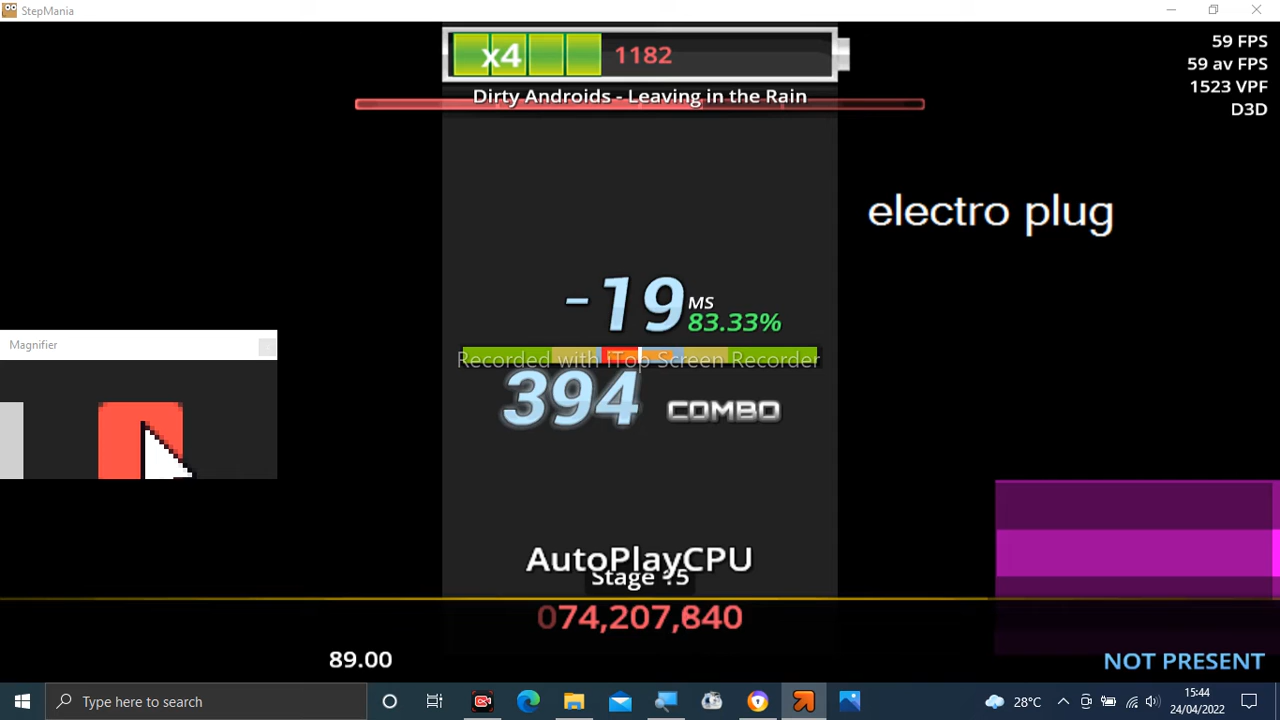 StepMania
59 FPS
59 av FPS
1523 VPF
D3D
x4 1182
Dirty Androids - Leaving in the Rain
electro plug
-19 MS
83.33%
Recorded with iTop Screen Recorder
394 COMBO
Magnifier
AutoPlayCPU
Stage 15
074,207,840
89.00
NOT PRESENT
Type here to search
28°C
15:44
24/04/2022